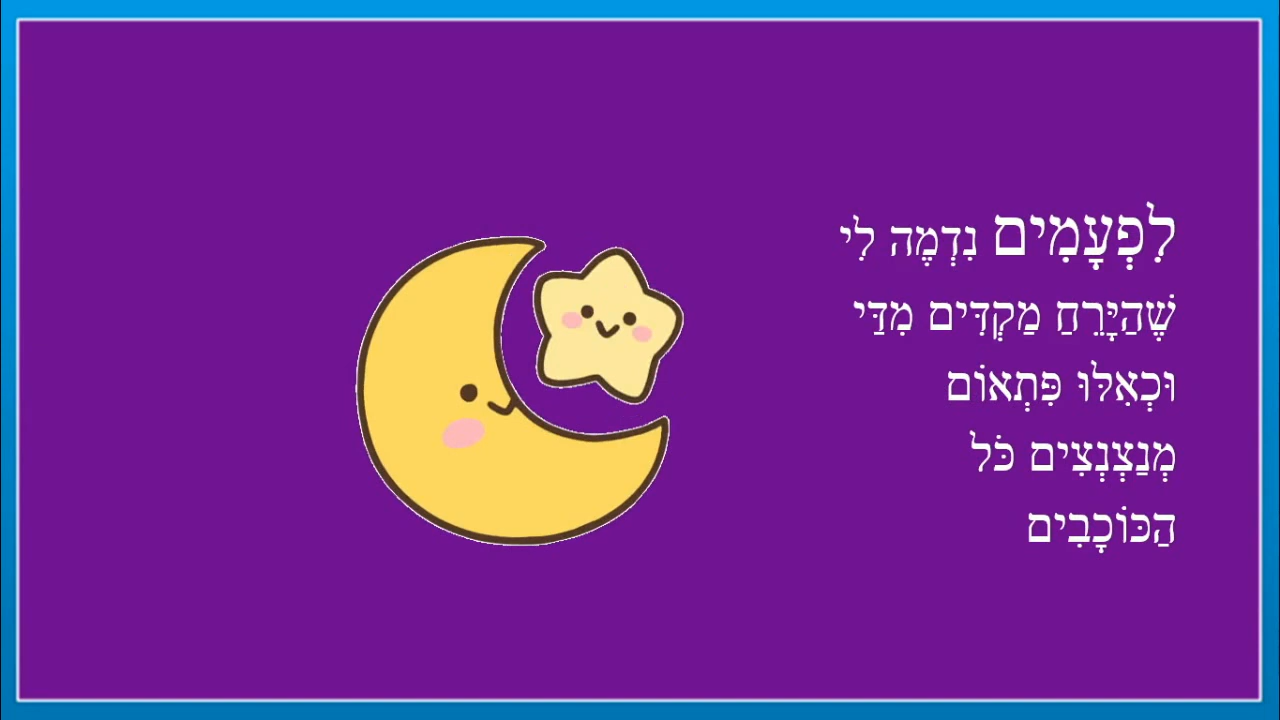 לִפְעָמִים נִדְמֶה לִי
שֶׁהַיָּרֵחַ מַקְדִּים מִדַּי
וּכְאִלּוּ פִּתְאוֹם
מְנַצְנְצִים כֹּל
הַכּוֹכָבִים